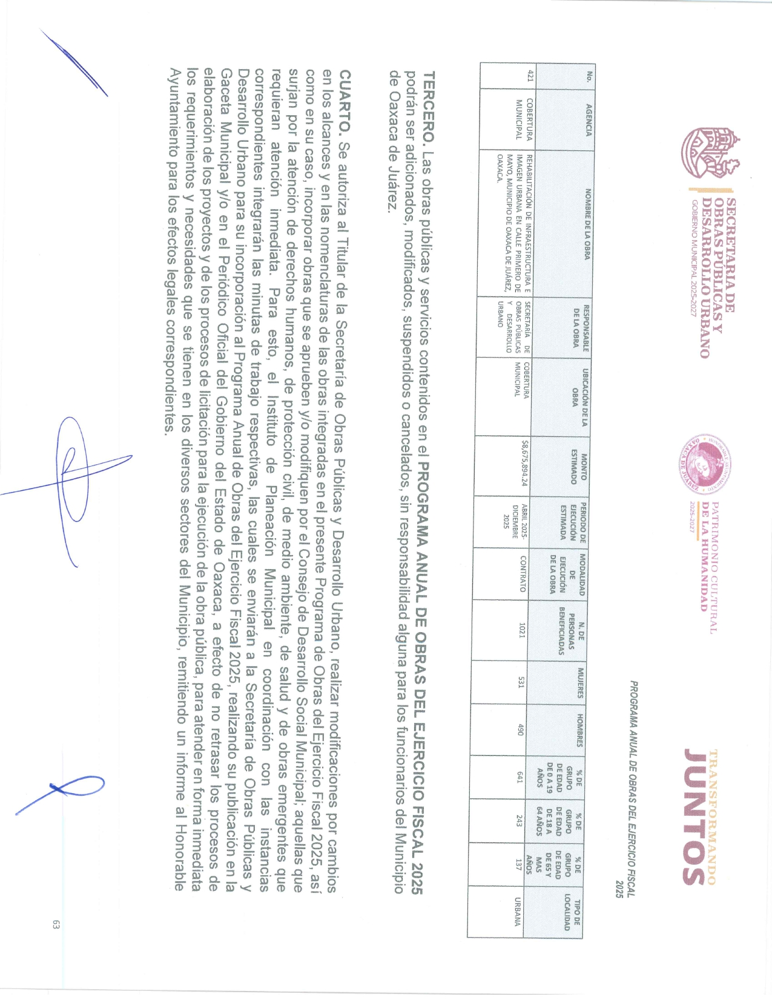 SECRETARÍA DE
OBRAS PÚBLICAS Y
DESARROLLO URBANO
GOBIERNO MUNICIPAL 2025-2027
HONORABLE AYUNTAMIENTO
OAXACA DE JUÁREZ
PATRIMONIO CULTURAL
DE LA HUMANIDAD
2025-2027
TRANSFORMANDO
JUNTOS
PROGRAMA ANUAL DE OBRAS DEL EJERCICIO FISCAL
2025
No.
AGENCIA
NOMBRE DE LA OBRA
RESPONSABLE
DE LA OBRA
UBICACIÓN DE LA
OBRA
MONTO
ESTIMADO
PERIODO DE
EJECUCIÓN
ESTIMADA
MODALIDAD
DE
EJECUCIÓN
DE LA OBRA
N. DE
PERSONAS
BENEFICIADAS
MUJERES
HOMBRES
% DE
GRUPO
DE EDAD
DE 0 A 19
AÑOS
% DE
GRUPO
DE EDAD
DE 18 A
64 AÑOS
% DE
GRUPO
DE EDAD
DE 65 Y
MAS
AÑOS
TIPO DE
LOCALIDAD
421
COBERTURA
MUNICIPAL
REHABILITACIÓN DE INFRAESTRUCTURA E
IMAGEN URBANA EN CALLE PRIMERO DE
MAYO, MUNICIPIO DE OAXACA DE JUÁREZ,
OAXACA.
SECRETARÍA DE
OBRAS PÚBLICAS
Y DESARROLLO
URBANO
COBERTURA
MUNICIPAL
$8,675,894.24
ABRIL 2025-
DICIEMBRE
2025
CONTRATO
1021
531
490
641
243
137
URBANA
TERCERO. Las obras públicas y servicios contenidos en el PROGRAMA ANUAL DE OBRAS DEL EJERCICIO FISCAL 2025
podrán ser adicionados, modificados, suspendidos o cancelados, sin responsabilidad alguna para los funcionarios del Municipio
de Oaxaca de Juárez.
CUARTO. Se autoriza al Titular de la Secretaría de Obras Públicas y Desarrollo Urbano, realizar modificaciones por cambios
en los alcances y en las nomenclaturas de las obras integradas en el presente Programa de Obras del Ejercicio Fiscal 2025, así
como en su caso, incorporar obras que se aprueben y/o modifiquen por el Consejo de Desarrollo Social Municipal; aquellas que
surjan por la atención de derechos humanos, de protección civil, de medio ambiente, de salud y de obras emergentes que
requieran atención inmediata. Para esto, el Instituto de Planeación Municipal en coordinación con las instancias
correspondientes integrarán las minutas de trabajo respectivas, las cuales se enviarán a la Secretaría de Obras Públicas y
Desarrollo Urbano para su incorporación al Programa Anual de Obras del Ejercicio Fiscal 2025, realizando su publicación en la
Gaceta Municipal y/o en el Periódico Oficial del Gobierno del Estado de Oaxaca, a efecto de no retrasar los procesos de
elaboración de los proyectos y de los procesos de licitación para la ejecución de la obra pública, para atender en forma inmediata
los requerimientos y necesidades que se tienen en los diversos sectores del Municipio, remitiendo un informe al Honorable
Ayuntamiento para los efectos legales correspondientes.
63